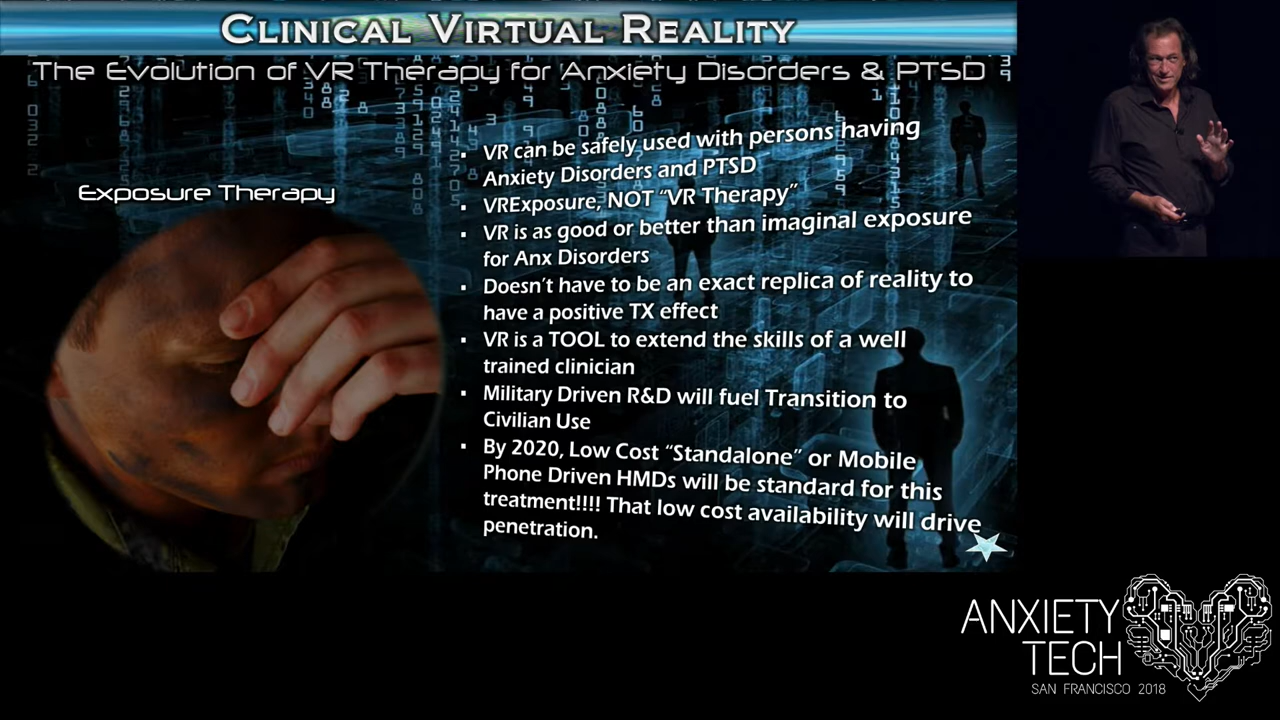 CLINICAL VIRTUAL REALITY
The Evolution of VR Therapy for Anxiety Disorders & PTSD
Exposure Therapy
▪ VR can be safely used with persons having
Anxiety Disorders and PTSD
▪ VRExposure, NOT “VR Therapy”
▪ VR is as good or better than imaginal exposure
for Anx Disorders
▪ Doesn’t have to be an exact replica of reality to
have a positive TX effect
▪ VR is a TOOL to extend the skills of a well
trained clinician
▪ Military Driven R&D will fuel Transition to
Civilian Use
▪ By 2020, Low Cost “Standalone” or Mobile
Phone Driven HMDs will be standard for this
treatment!!!! That low cost availability will drive
penetration.
ANXIETY
TECH
SAN FRANCISCO 2018